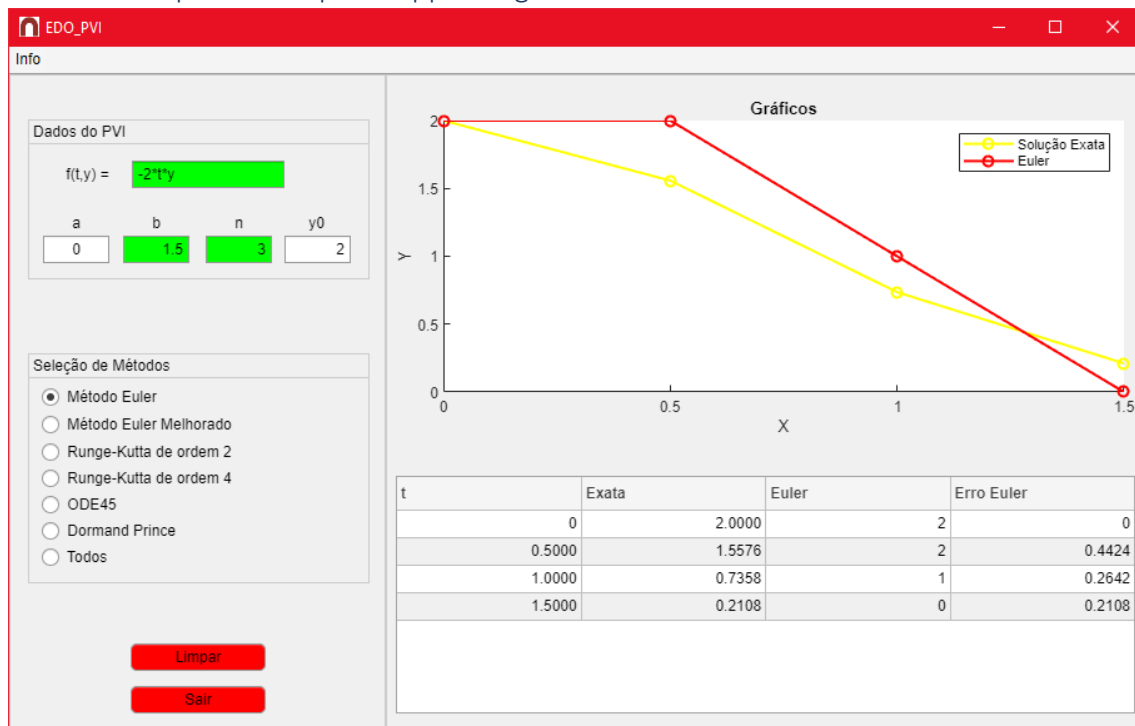 EDO_PVI
Info
Dados do PVI
f(t,y) = -2*t*y
a b n y0
0 1.5 3 2
Seleção de Métodos
Método Euler
Método Euler Melhorado
Runge-Kutta de ordem 2
Runge-Kutta de ordem 4
ODE45
Dormand Prince
Todos
Limpar
Sair
Gráficos
Solução Exata
Euler
2
1.5
1
0.5
0
Y
0 0.5 1 1.5
X
t Exata Euler Erro Euler
0 2.0000 2 0
0.5000 1.5576 2 0.4424
1.0000 0.7358 1 0.2642
1.5000 0.2108 0 0.2108